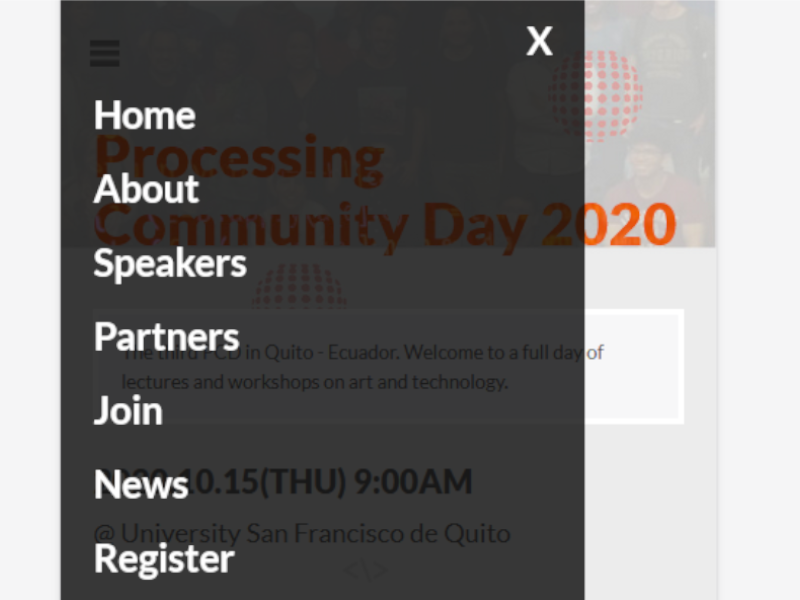 X
Home
Processing
About
Community Day 2020
Speakers
Partners
The third PCD in Quito - Ecuador. Welcome to a full day of
lectures and workshops on art and technology.
Join
2020.10.15(THU) 9:00AM
News
@ University San Francisco de Quito
Register
<\>